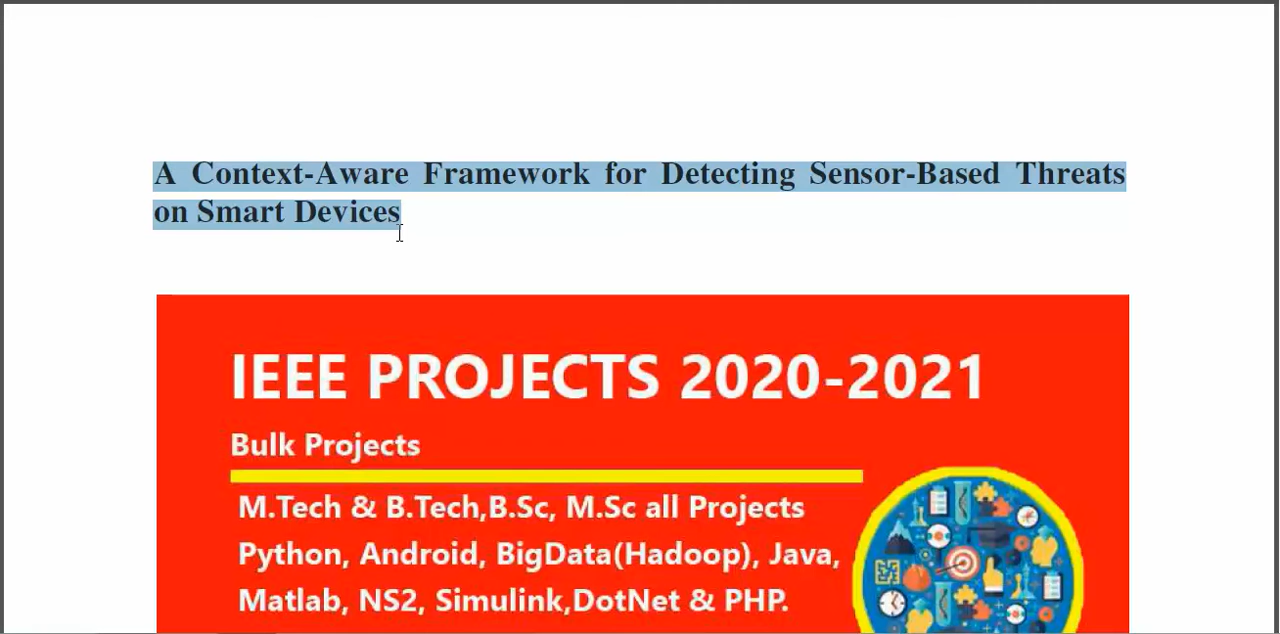 A Context-Aware Framework for Detecting Sensor-Based Threats
on Smart Devices
IEEE PROJECTS 2020-2021
Bulk Projects
M.Tech & B.Tech,B.Sc, M.Sc all Projects
Python, Android, BigData(Hadoop), Java,
Matlab, NS2, Simulink,DotNet & PHP.